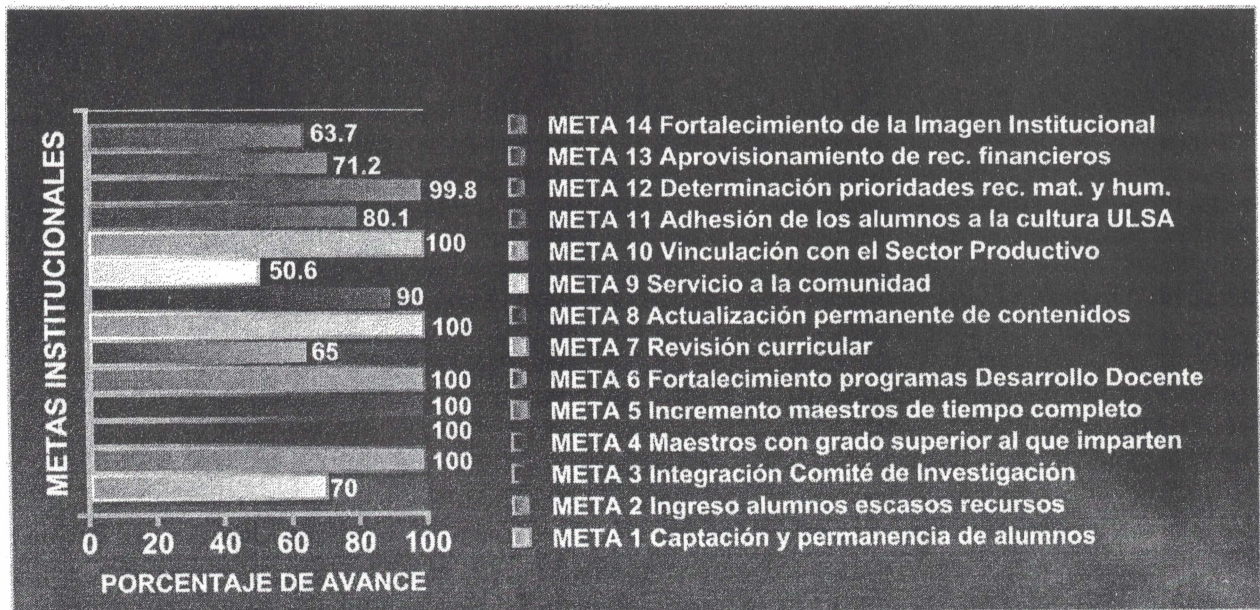 METAS INSTITUCIONALES
63.7
71.2
99.8
80.1
100
50.6
90
100
65
100
100
100
100
70
0 20 40 60 80 100
PORCENTAJE DE AVANCE
META 14 Fortalecimiento de la Imagen Institucional
META 13 Aprovisionamiento de rec. financieros
META 12 Determinación prioridades rec. mat. y hum.
META 11 Adhesión de los alumnos a la cultura ULSA
META 10 Vinculación con el Sector Productivo
META 9 Servicio a la comunidad
META 8 Actualización permanente de contenidos
META 7 Revisión curricular
META 6 Fortalecimiento programas Desarrollo Docente
META 5 Incremento maestros de tiempo completo
META 4 Maestros con grado superior al que imparten
META 3 Integración Comité de Investigación
META 2 Ingreso alumnos escasos recursos
META 1 Captación y permanencia de alumnos